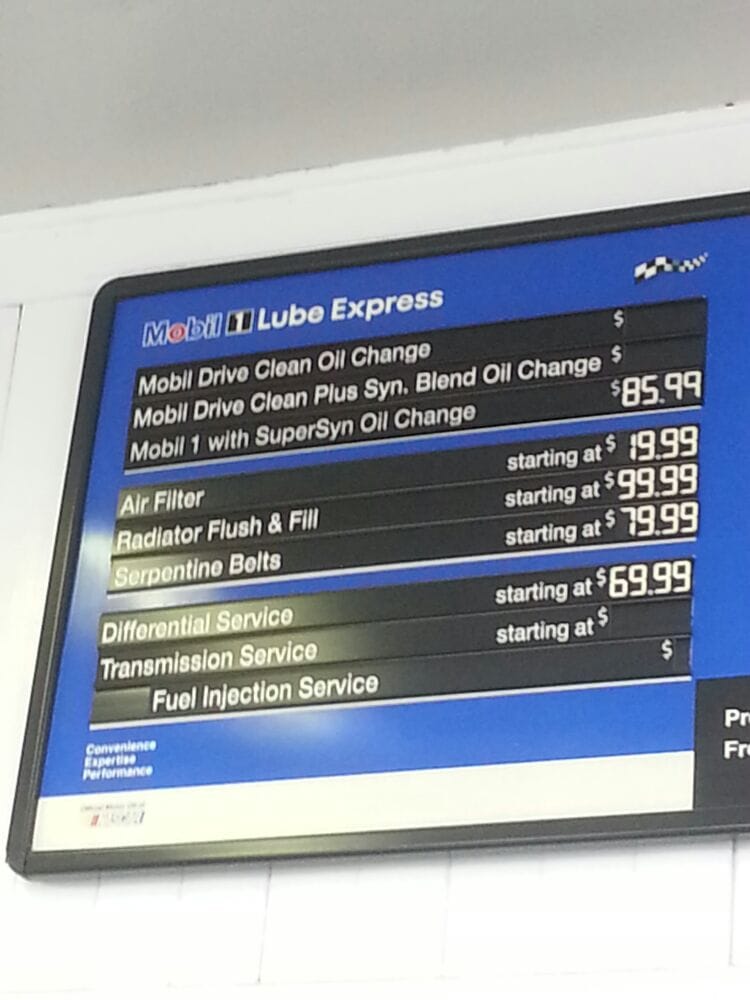 Mobil 1 Lube Express
Mobil Drive Clean Oil Change $
Mobil Drive Clean Plus Syn. Blend Oil Change $
Mobil 1 with SuperSyn Oil Change $85.99
Air Filter starting at $19.99
Radiator Flush & Fill starting at $99.99
Serpentine Belts starting at $79.99
Differential Service starting at $69.99
Transmission Service starting at $
Fuel Injection Service $
Convenience
Expertise
Performance
NASCAR
Pr
Fr